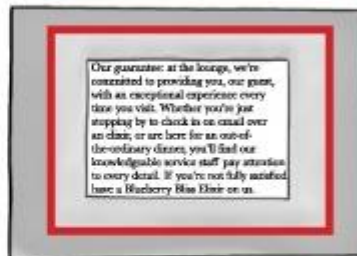 Our guarantee: at the lounge, we're
committed to providing you, our guest,
with an exceptional experience every
time you visit. Whether you're just
stopping by to check in on email over
an elixir, or are here for an out-of-
the-ordinary dinner, you'll find our
knowledgeable service staff pay attention
to every detail. If you're not fully satisfied,
have a Blueberry Bliss Elixir on us.